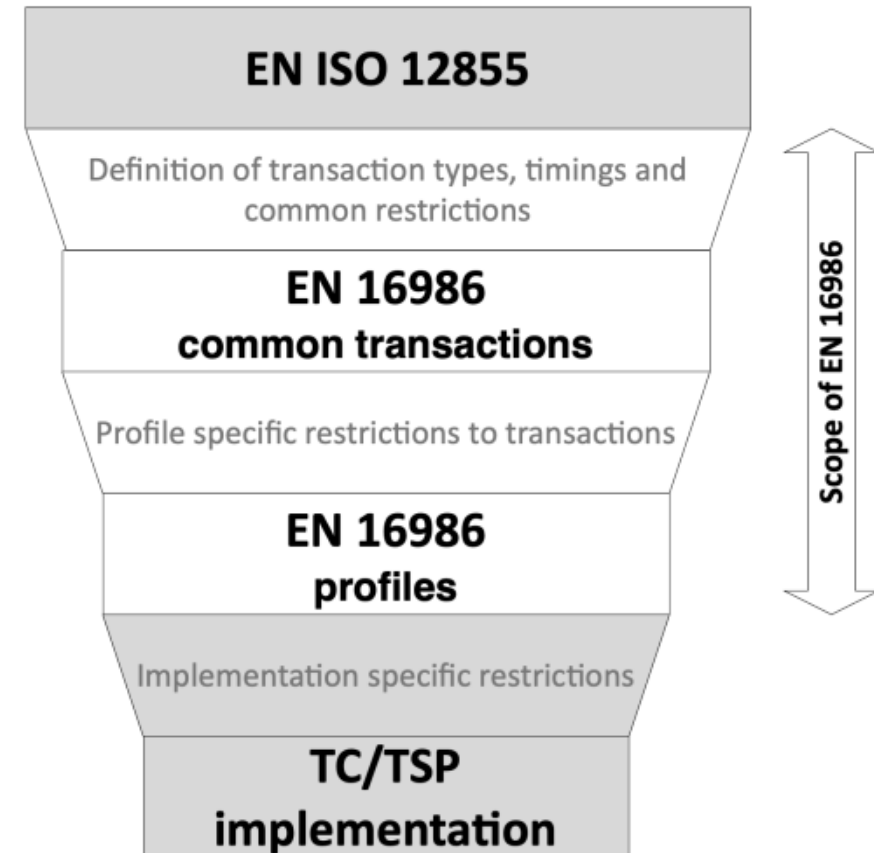 EN ISO 12855
Definition of transaction types, timings and
common restrictions
EN 16986
common transactions
Profile specific restrictions to transactions
EN 16986
profiles
Implementation specific restrictions
TC/TSP
implementation
Scope of EN 16986